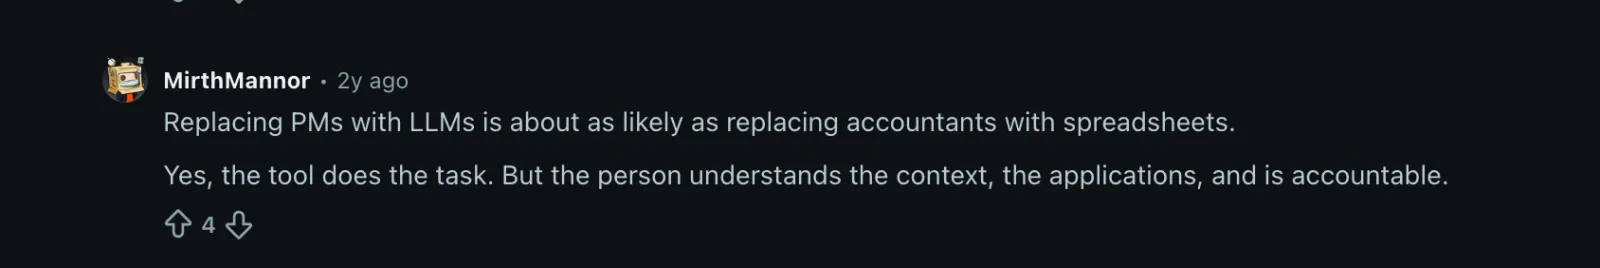 MirthMannor • 2y ago
Replacing PMs with LLMs is about as likely as replacing accountants with spreadsheets.
Yes, the tool does the task. But the person understands the context, the applications, and is accountable.
4